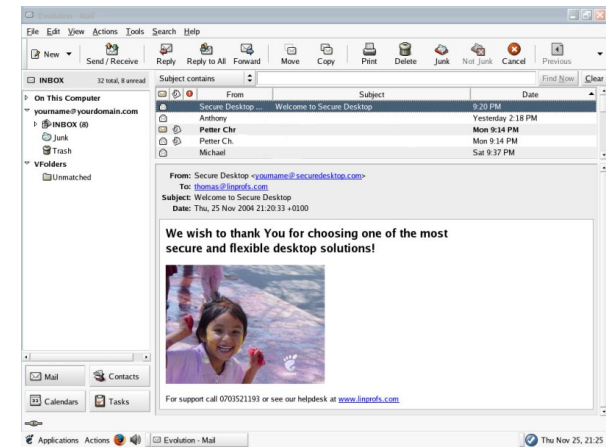 Evolution - Mail
File Edit View Actions Tools Search Help
New Send / Receive Reply Reply to All Forward Move Copy Print Delete Junk Not Junk Cancel Previous
INBOX 32 total, 8 unread Subject contains Find Now Clear
From Subject Date
On This Computer
yourname@yourdomain.com
INBOX (8)
Junk
Trash
VFolders
Unmatched
Secure Desktop ... Welcome to Secure Desktop 9:20 PM
Anthony Yesterday 2:18 PM
Petter Chr Mon 9:14 PM
Petter Ch. Mon 9:14 PM
Michael Sat 9:37 PM
From: Secure Desktop <yourname@securedesktop.com>
To: thomas@linprofs.com
Subject: Welcome to Secure Desktop
Date: Thu, 25 Nov 2004 21:20:33 +0100
We wish to thank You for choosing one of the most
secure and flexible desktop solutions!
For support call 0703521193 or see our helpdesk at www.linprofs.com
Mail Contacts
Calendars Tasks
Applications Actions Evolution - Mail Thu Nov 25, 21:25